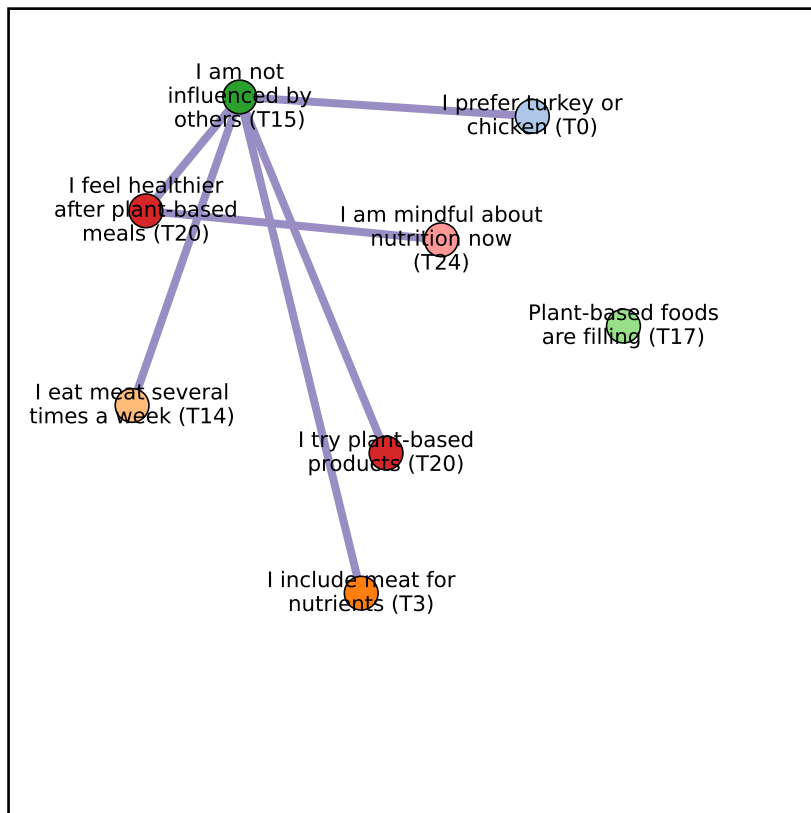 I am not
influenced by
others (T15)
I prefer turkey or
chicken (T0)
I feel healthier
after plant-based
meals (T20)
I am mindful about
nutrition now
(T24)
Plant-based foods
are filling (T17)
I eat meat several
times a week (T14)
I try plant-based
products (T20)
I include meat for
nutrients (T3)